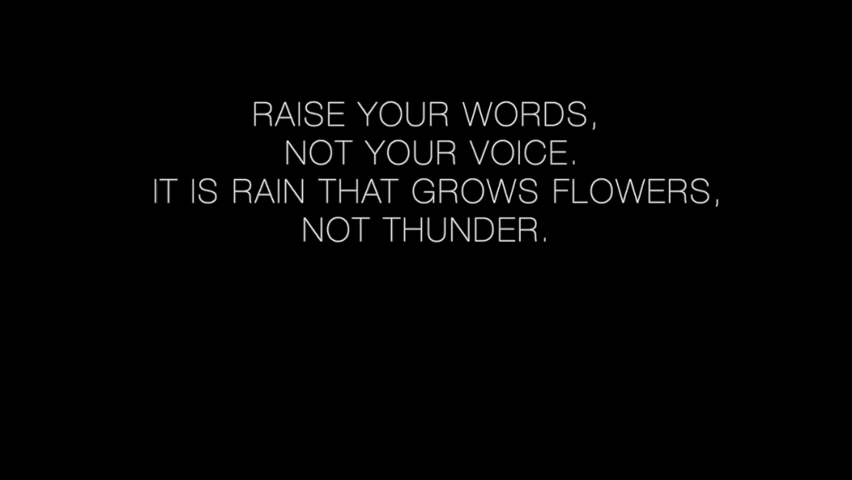 RAISE YOUR WORDS,
NOT YOUR VOICE.
IT IS RAIN THAT GROWS FLOWERS,
NOT THUNDER.